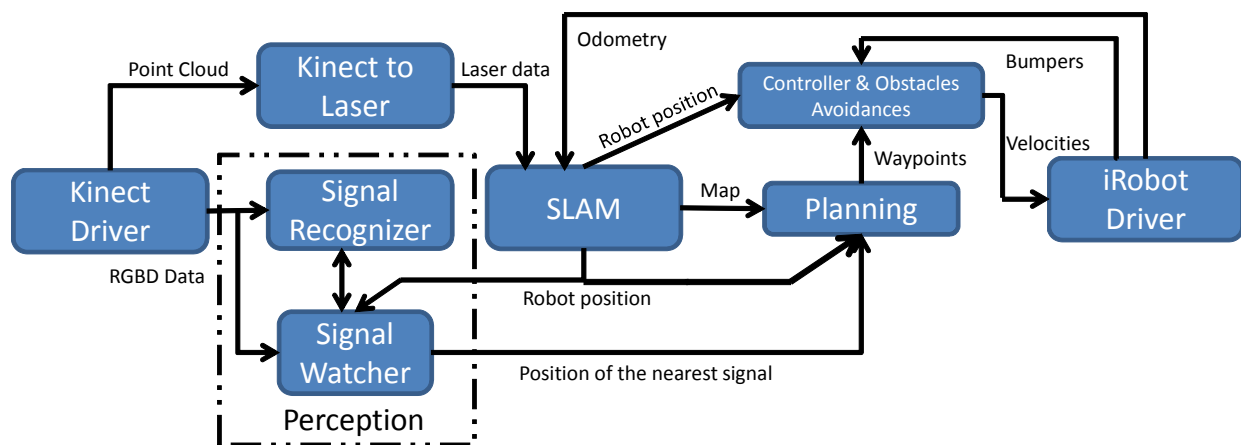 Odometry
Point Cloud
Kinect to
Laser
Laser data
Bumpers
Controller & Obstacles
Avoidances
Robot position
Velocities
Waypoints
Kinect
Driver
Signal
Recognizer
SLAM
Map
Planning
iRobot
Driver
RGBD Data
Robot position
Signal
Watcher
Position of the nearest signal
Perception